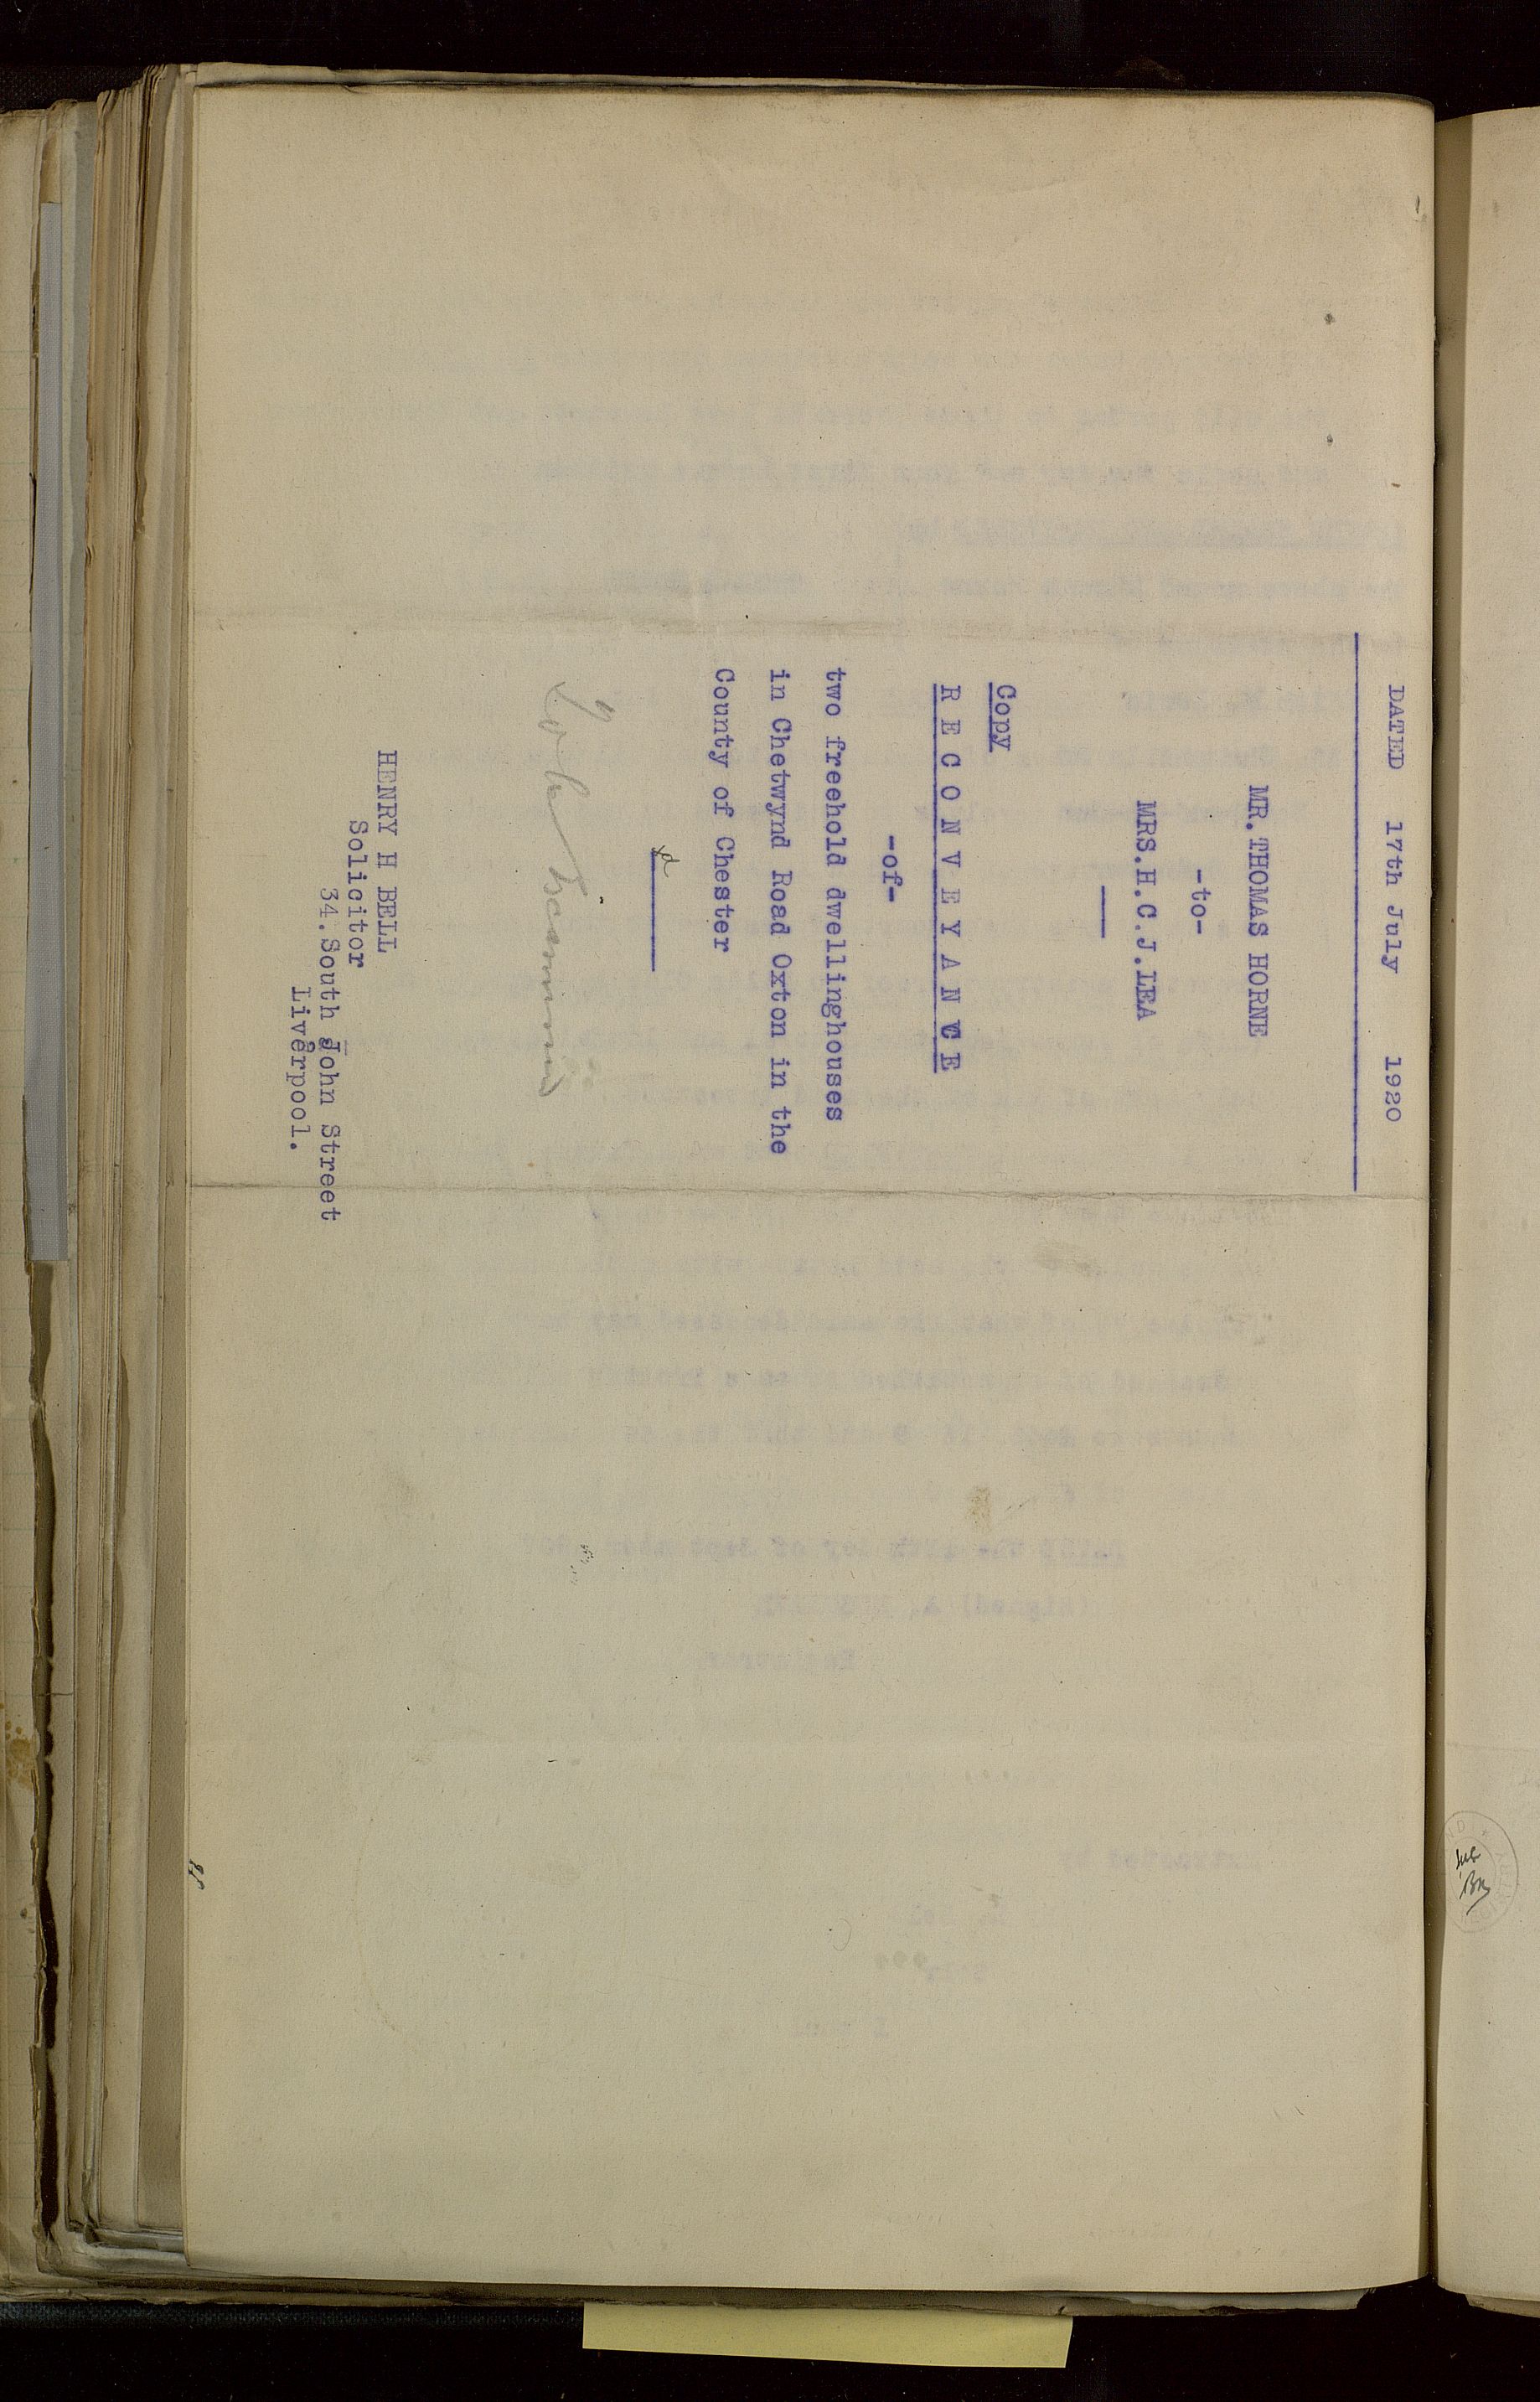 DATED 17th July 1920
MR. THOMAS HORNE
-to-
MRS.H.C.J.LEA
Copy
RECONVEYANCE
-of-
two freehold dwellinghouses
in Chetwynd Road Oxton in the
County of Chester
HENRY H BELL
Solicitor
34.South John Street
Liverpool.